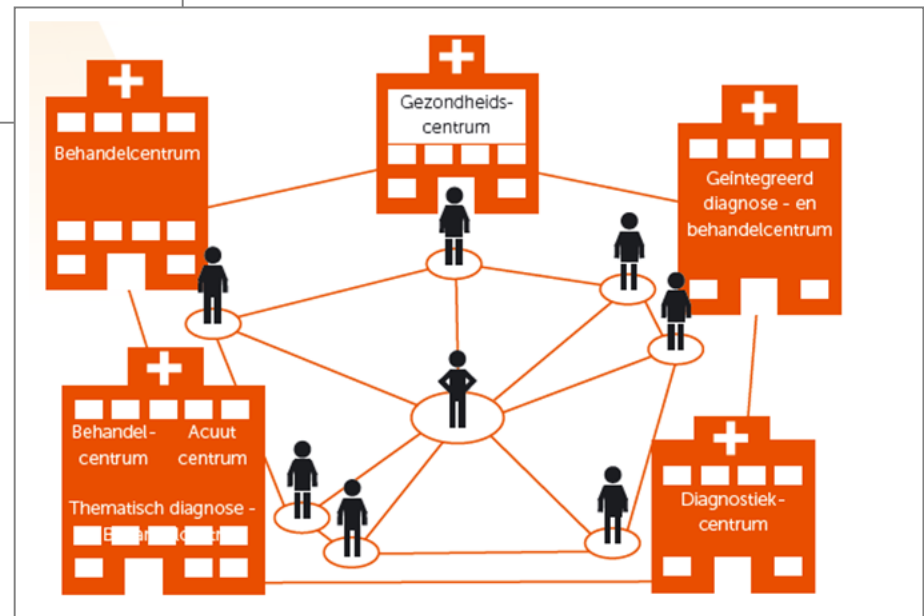 Gezondheids-
centrum
Behandelcentrum
Geïntegreerd
diagnose - en
behandelcentrum
Behandel-
centrum
Acuut
centrum
Thematisch diagnose -
Diagnostiek-
centrum